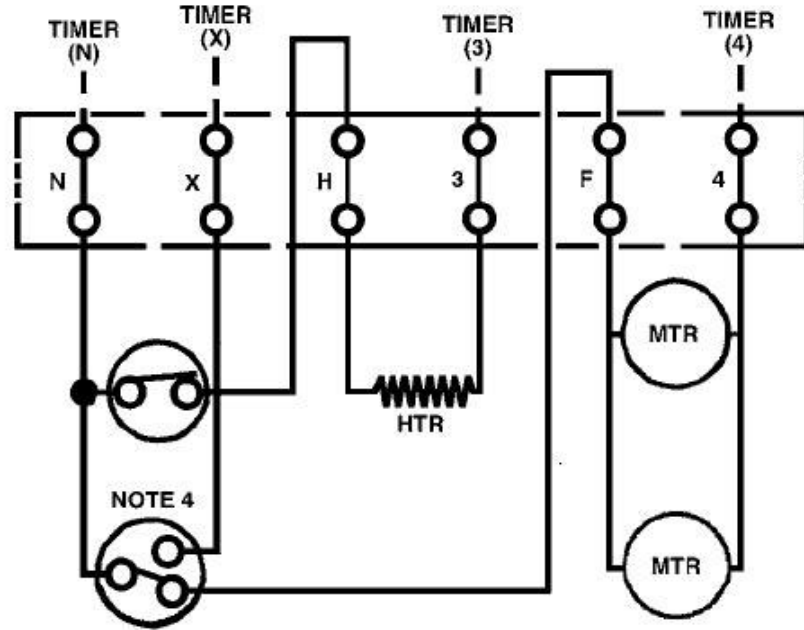 TIMER
(N)
TIMER
(X)
TIMER
(3)
TIMER
(4)
N
X
H
3
F
4
MTR
HTR
NOTE 4
MTR